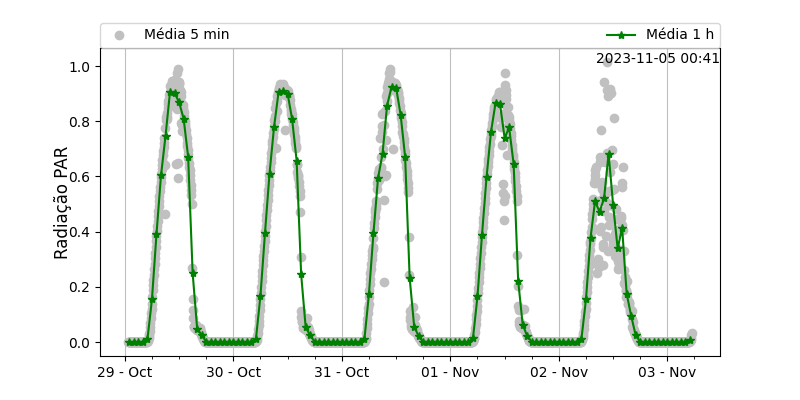 Média 5 min
Média 1 h
2023-11-05 00:41
Radiação PAR
1.0
0.8
0.6
0.4
0.2
0.0
29 - Oct
30 - Oct
31 - Oct
01 - Nov
02 - Nov
03 - Nov